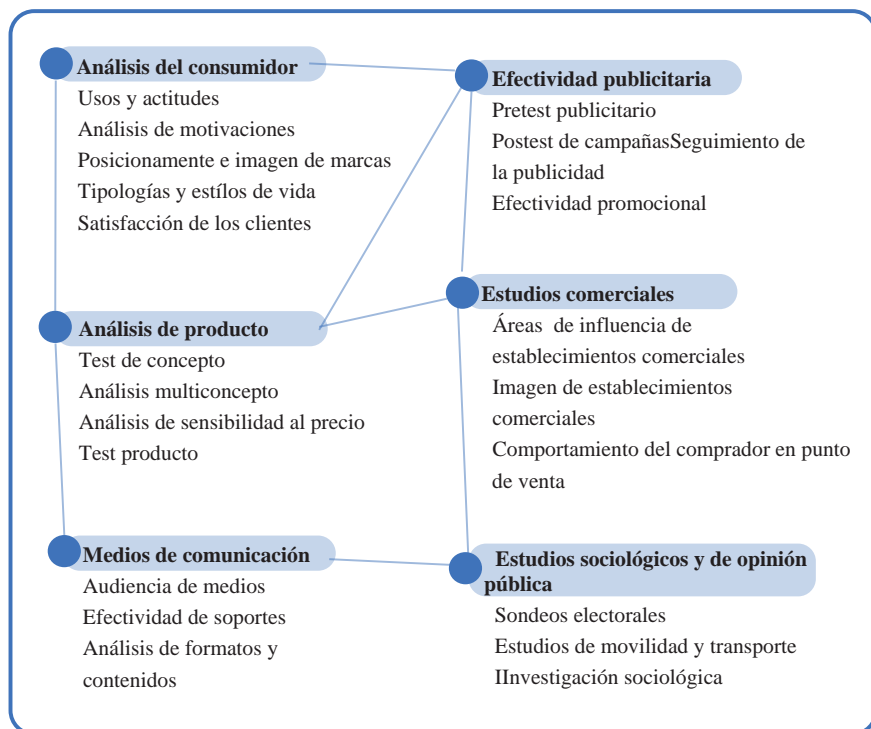 Análisis del consumidor
Usos y actitudes
Análisis de motivaciones
Posicionamente e imagen de marcas
Tipologías y estílos de vida
Satisfacción de los clientes
Análisis de producto
Test de concepto
Análisis multiconcepto
Análisis de sensibilidad al precio
Test producto
Medios de comunicación
Audiencia de medios
Efectividad de soportes
Análisis de formatos y
contenidos
Efectividad publicitaria
Pretest publicitario
Postest de campañasSeguimiento de
la publicidad
Efectividad promocional
Estudios comerciales
Áreas de influencia de
establecimientos comerciales
Imagen de establecimientos
comerciales
Comportamiento del comprador en punto
de venta
Estudios sociológicos y de opinión
pública
Sondeos electorales
Estudios de movilidad y transporte
IInvestigación sociológica